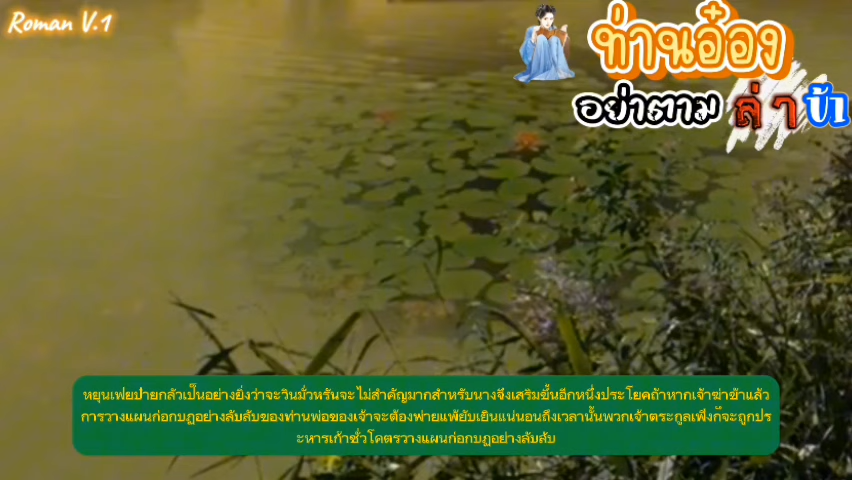 Roman V.1
ท่านอ๋อง
อย่าตาม ล่า ข้า
หยุนเฟยปายกลัวเป็นอย่างยิ่งว่าจะวินมั่วหรันจะไม่สำคัญมากสำหรับนางจึงเสริมขึ้นอีกหนึ่งประโยคถ้าหากเจ้าฆ่าข้าแล้ว
การวางแผนก่อกบฏอย่างลับลับของท่านพ่อของเจ้าจะต้องพ่ายแพ้ยับเยินแน่นอนถึงเวลานั้นพวกเจ้าตระกูลเฟิงก็จะถูกปร
ะหารเก้าชั่วโคตรวางแผนก่อกบฏอย่างลับลับ